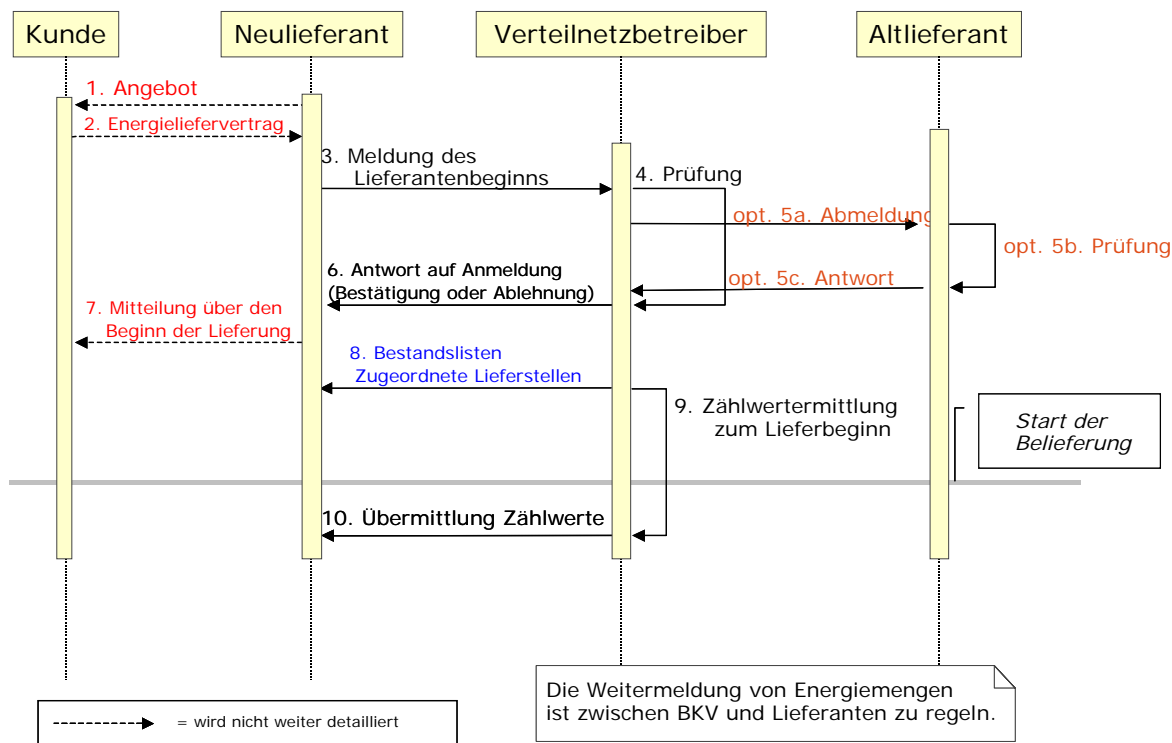 Kunde
Neulieferant
Verteilnetzbetreiber
Altlieferant
1. Angebot
2. Energieliefervertrag
3. Meldung des
Lieferantenbeginns
4. Prüfung
opt. 5a. Abmeldung
opt. 5b. Prüfung
opt. 5c. Antwort
6. Antwort auf Anmeldung
(Bestätigung oder Ablehnung)
7. Mitteilung über den
Beginn der Lieferung
8. Bestandslisten
Zugeordnete Lieferstellen
9. Zählwertermittlung
zum Lieferbeginn
Start der
Belieferung
10. Übermittlung Zählwerte
Die Weitermeldung von Energiemengen
ist zwischen BKV und Lieferanten zu regeln.
= wird nicht weiter detailliert